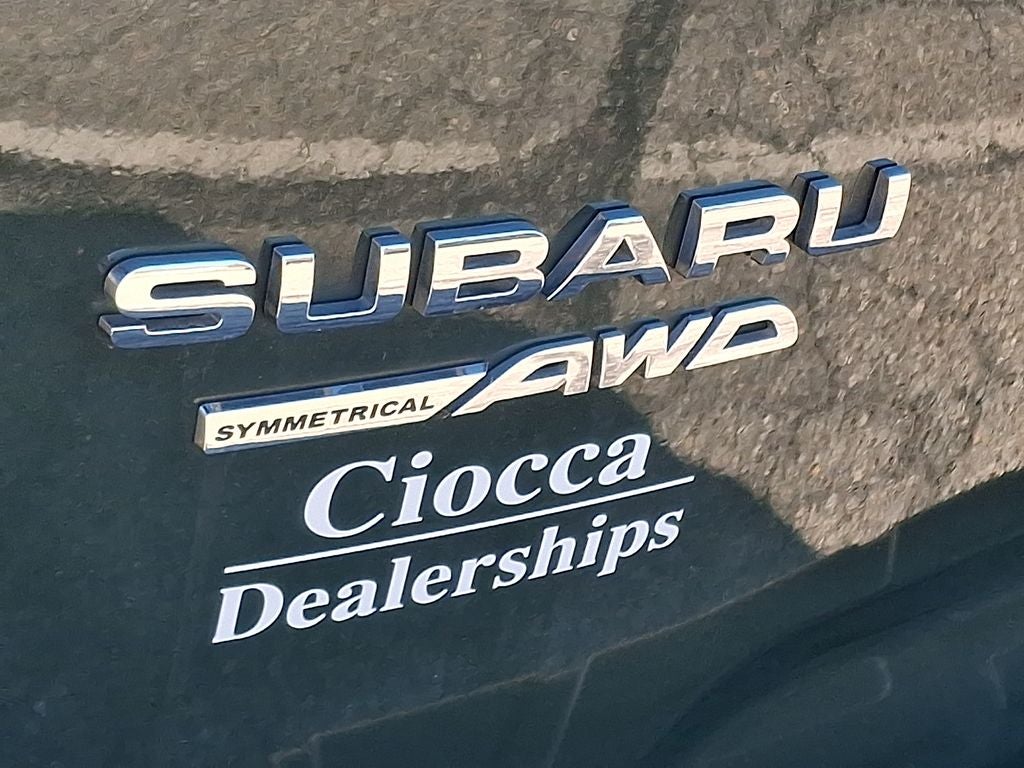 SUBARU
SYMMETRICAL AWD
Ciocca
Dealerships